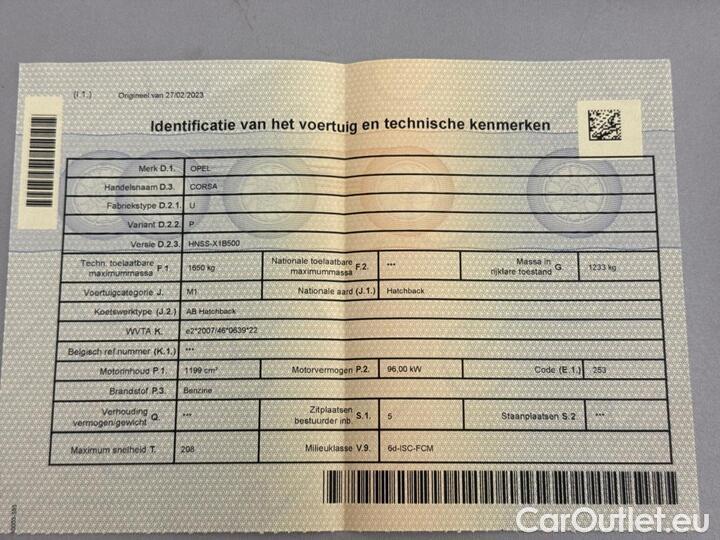 (I.1.) Origineel van 27/02/2023
Identificatie van het voertuig en technische kenmerken
Merk D.1. OPEL
Handelsnaam D.3. CORSA
Fabriekstype D.2.1. U
Variant D.2.2. P
Versie D.2.3. HNSS-X1B500
Techn. toelaatbare maximummassa F.1. 1650 kg Nationale toelaatbare maximummassa F.2. *** Massa in rijklare toestand G. 1233 kg
Voertuigcategorie J. M1 Nationale aard (J.1.) Hatchback
Koetswerktype (J.2.) AB Hatchback
WVTA K. e2*2007/46*0639*22
Belgisch ref.nummer (K.1.) ***
Motorinhoud P.1. 1199 cm³ Motorvermogen P.2. 96,00 kW Code (E.1.) 253
Brandstof P.3. Benzine
Verhouding vermogen/gewicht Q. *** Zitplaatsen bestuurder inb. S.1. 5 Staanplaatsen S.2. ***
Maximum snelheid T. 208 Milieuklasse V.9. 6d-ISC-FCM
CarOutlet.eu